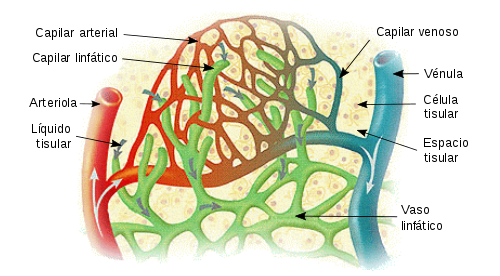 Capilar arterial
Capilar linfático
Arteriola
Líquido
tisular
Capilar venoso
Vénula
Célula
tisular
Espacio
tisular
Vaso
linfático